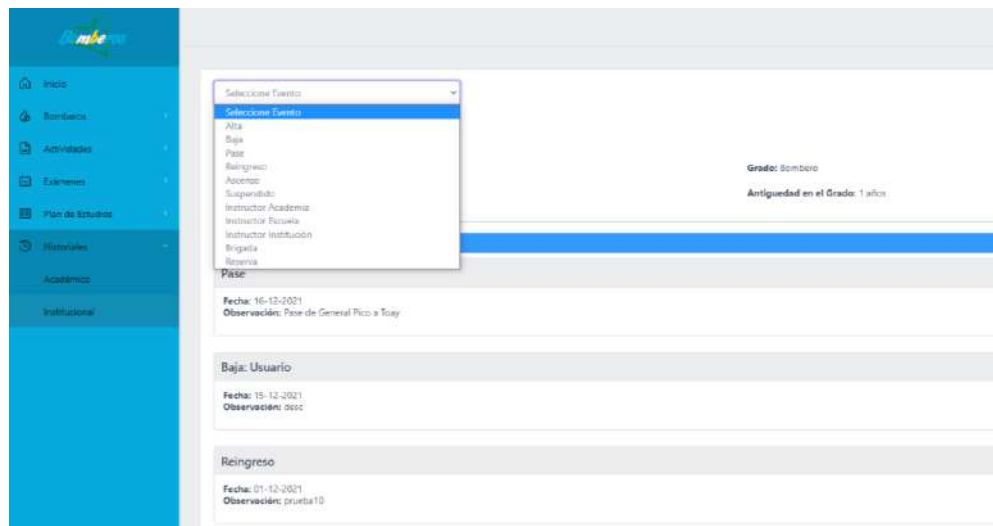 Bomberos
Inicio
Bomberos
Actividades
Exámenes
Plan de Estudios
Historiales
Académico
Institucional
Seleccione Evento
Seleccione Evento
Alta
Baja
Pase
Reingreso
Ascenso
Suspendido
Instructor Academia
Instructor Escuela
Instructor Institución
Brigada
Reserva
Grado: Bombero
Antiguedad en el Grado: 1 años
Pase
Fecha: 16-12-2021
Observación: Pase de General Pico a Toay
Baja: Usuario
Fecha: 15-12-2021
Observación: desc
Reingreso
Fecha: 01-12-2021
Observación: prueba10